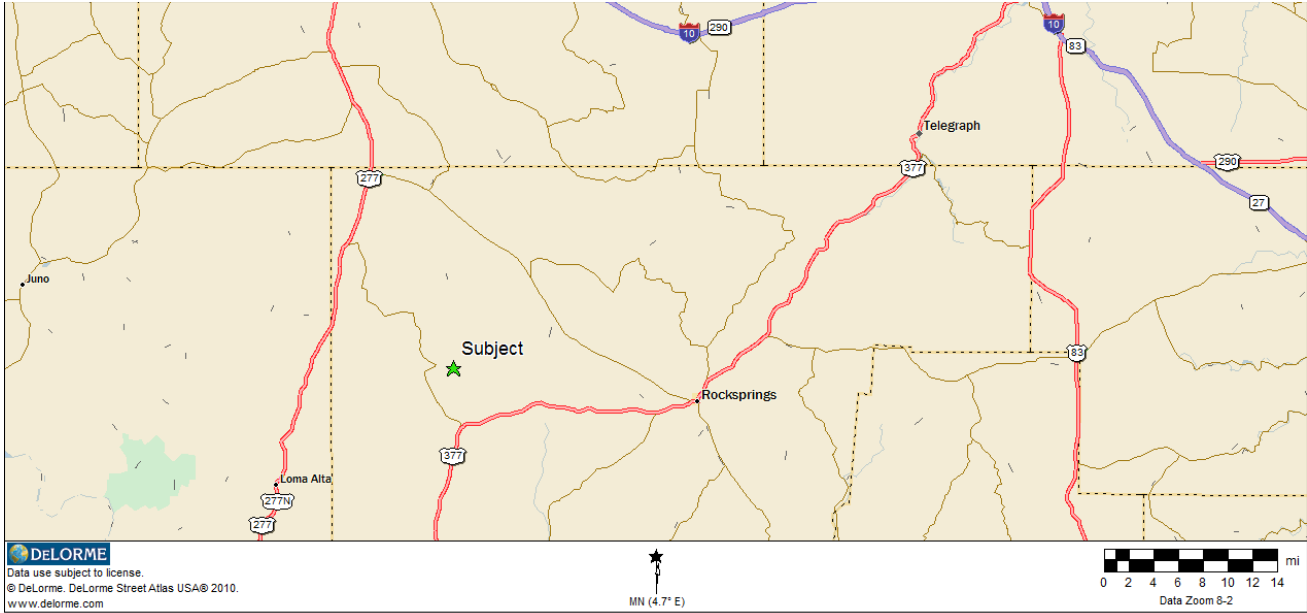 10
290
10
83
Telegraph
377
290
277
27
Juno
Subject
83
Rocksprings
377
Loma Alta
277N
277
DELORME
Data use subject to license.
© DeLorme. DeLorme Street Atlas USA® 2010.
www.delorme.com
MN (4.7° E)
mi
0 2 4 6 8 10 12 14
Data Zoom 8-2